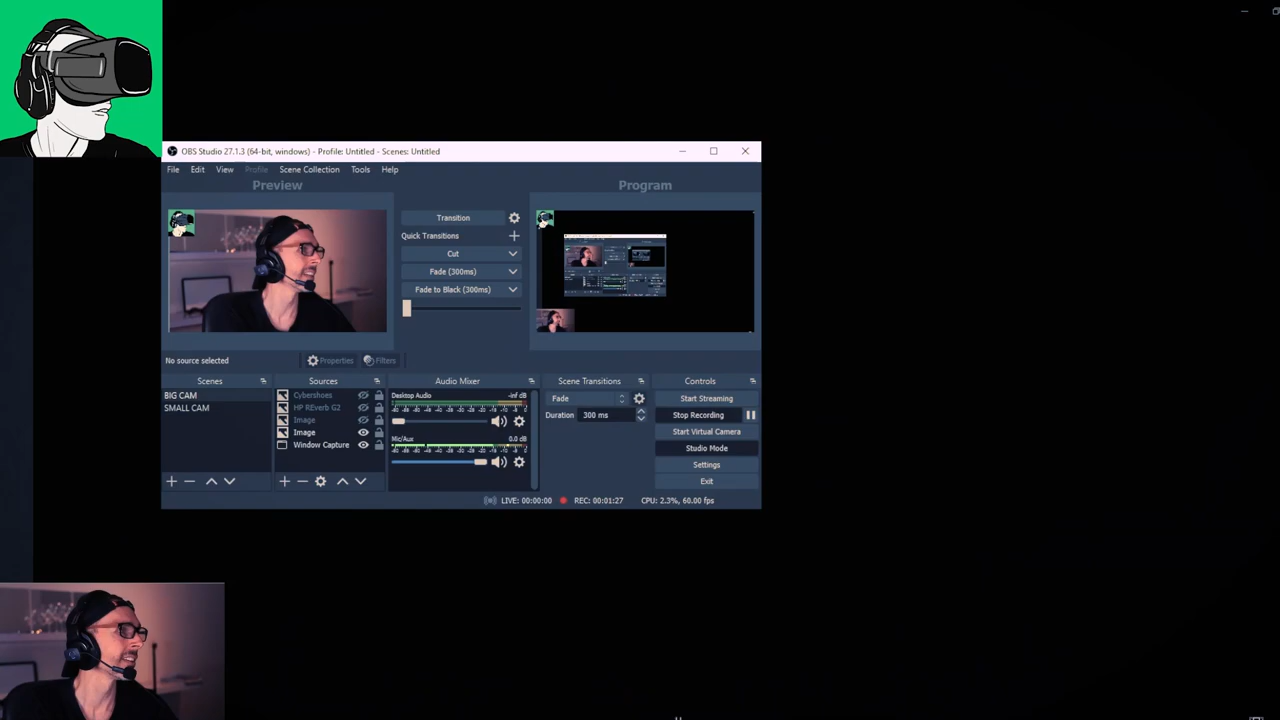 OBS Studio 27.1.3 (64-bit, windows) - Profile: Untitled - Scenes: Untitled
File Edit View Profile Scene Collection Tools Help
Preview
Program
Transition
Quick Transitions
Cut
Fade (300ms)
Fade to Black (300ms)
No source selected
Properties
Filters
Scenes
Sources
Audio Mixer
Scene Transitions
Controls
BIG CAM
SMALL CAM
Cybershoes
HP REverb G2
Image
Image
Window Capture
Desktop Audio
-inf dB
Mic/Aux
0.0 dB
Fade
Duration 300 ms
Start Streaming
Stop Recording
Start Virtual Camera
Studio Mode
Settings
Exit
LIVE: 00:00:00 REC: 00:01:27 CPU: 2.3%, 60.00 fps